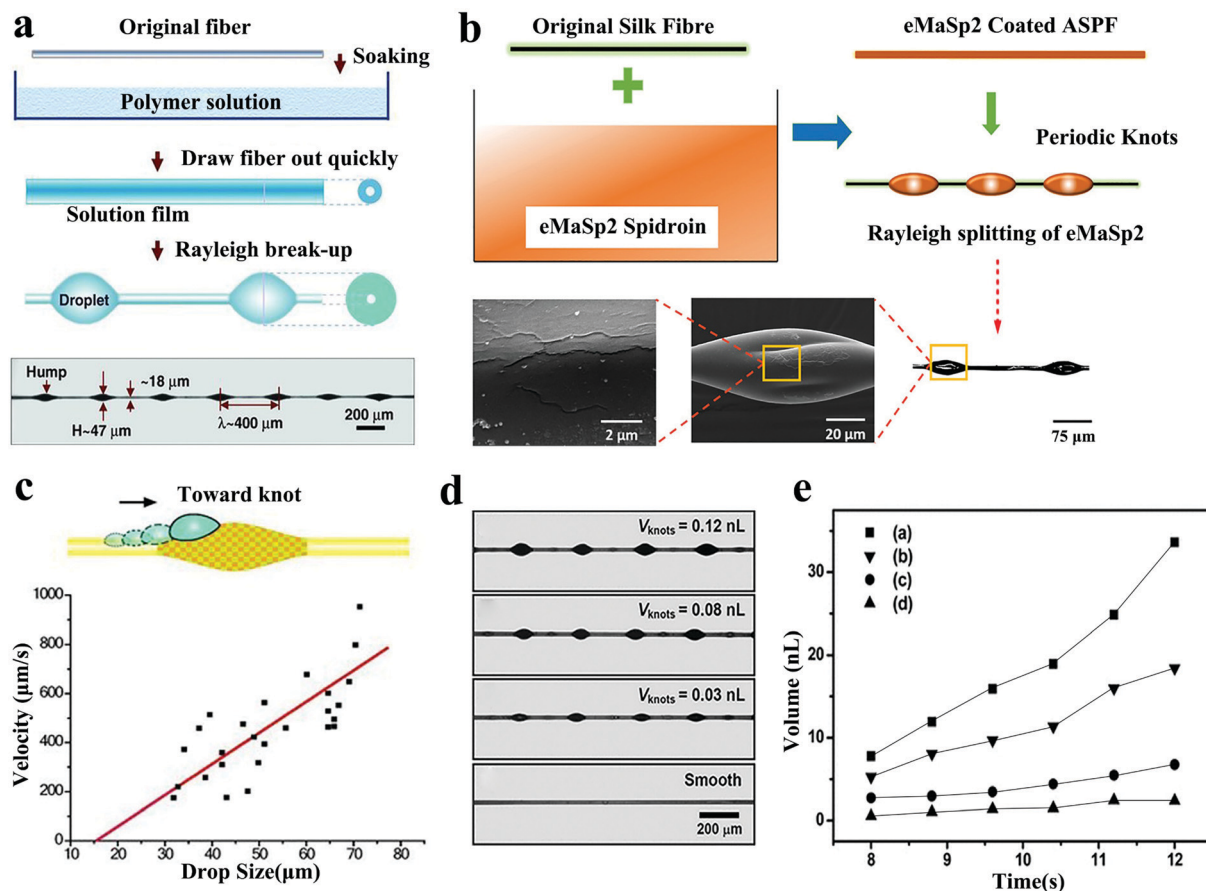 a
Original fiber
Soaking
Polymer solution
Draw fiber out quickly
Solution film
Rayleigh break-up
Droplet
Hump
~18 μm
H~47 μm
λ~400 μm
200 μm
b
Original Silk Fibre
eMaSp2 Coated ASPF
eMaSp2 Spidroin
Periodic Knots
Rayleigh splitting of eMaSp2
2 μm
20 μm
75 μm
c
Toward knot
Velocity (μm/s)
1000
800
600
400
200
0
10 20 30 40 50 60 70 80
Drop Size(μm)
d
Vknots = 0.12 nL
Vknots = 0.08 nL
Vknots = 0.03 nL
Smooth
200 μm
e
(a)
(b)
(c)
(d)
Volume (nL)
30
20
10
0
8 9 10 11 12
Time(s)